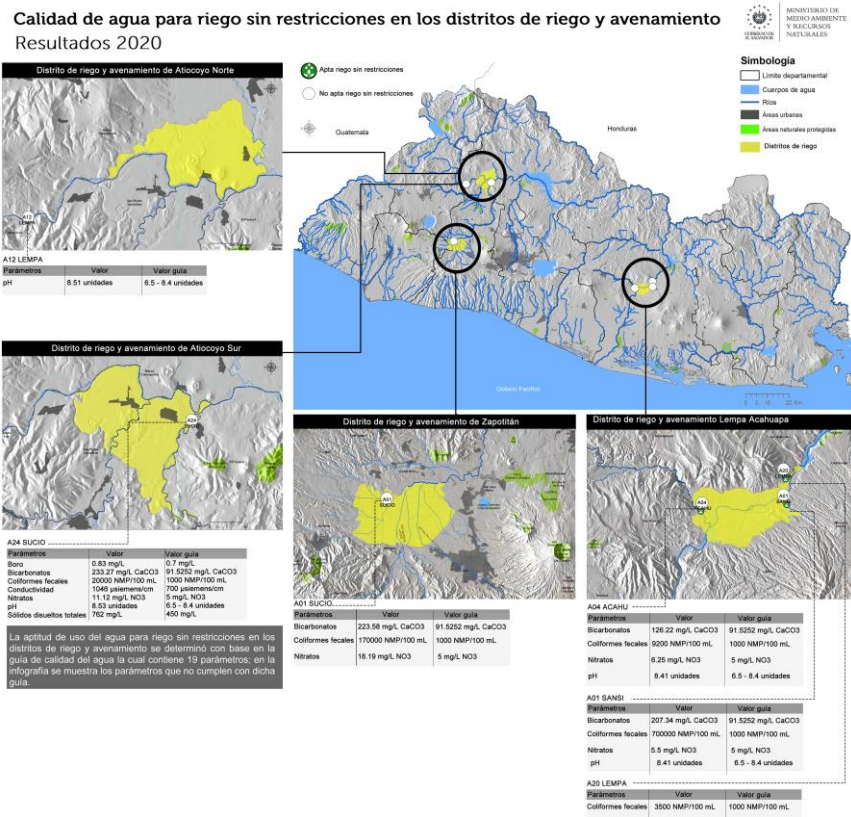 Calidad de agua para riego sin restricciones en los distritos de riego y avenamiento
Resultados 2020
GOBIERNO DE
EL SALVADOR
MINISTERIO DE
MEDIO AMBIENTE
Y RECURSOS
NATURALES
Distrito de riego y avenamiento de Atiocoyo Norte
A12
LEMPA
A12 LEMPA
Parámetros Valor Valor guía
pH 8.51 unidades 6.5 - 8.4 unidades
Apta riego sin restricciones
No apta riego sin restricciones
Guatemala
Honduras
Océano Pacífico
0 5 10 20 Km
Simbología
Límite departamental
Cuerpos de agua
Ríos
Áreas urbanas
Áreas naturales protegidas
Distritos de riego
Distrito de riego y avenamiento de Atiocoyo Sur
A24
A24 SUCIO
Parámetros Valor Valor guía
Boro 0.83 mg/L 0.7 mg/L
Bicarbonatos 233.27 mg/L CaCO3 91.5252 mg/L CaCO3
Coliformes fecales 20000 NMP/100 mL 1000 NMP/100 mL
Conductividad 1046 psiemens/cm 700 psiemens/cm
Nitratos 11.12 mg/L NO3 5 mg/L NO3
pH 8.53 unidades 6.5 - 8.4 unidades
Sólidos disueltos totales 762 mg/L 450 mg/L
La aptitud de uso del agua para riego sin restricciones en los
distritos de riego y avenamiento se determinó con base en la
guía de calidad del agua la cual contiene 19 parámetros; en la
infografía se muestra los parámetros que no cumplen con dicha
guía.
Distrito de riego y avenamiento de Zapotitán
A01
SUCIO
A01 SUCIO
Parámetros Valor Valor guía
Bicarbonatos 223.56 mg/L CaCO3 91.5252 mg/L CaCO3
Coliformes fecales 170000 NMP/100 mL 1000 NMP/100 mL
Nitratos 18.19 mg/L NO3 5 mg/L NO3
Distrito de riego y avenamiento Lempa Acahuapa
A20
LEMPA
A04
ACAHU
A01
SANSI
A04 ACAHU
Parámetros Valor Valor guía
Bicarbonatos 126.22 mg/L CaCO3 91.5252 mg/L CaCO3
Coliformes fecales 9200 NMP/100 mL 1000 NMP/100 mL
Nitratos 6.25 mg/L NO3 5 mg/L NO3
pH 8.41 unidades 6.5 - 8.4 unidades
A01 SANSI
Parámetros Valor Valor guía
Bicarbonatos 207.34 mg/L CaCO3 91.5252 mg/L CaCO3
Coliformes fecales 700000 NMP/100 mL 1000 NMP/100 mL
Nitratos 5.5 mg/L NO3 5 mg/L NO3
pH 8.41 unidades 6.5 - 8.4 unidades
A20 LEMPA
Parámetros Valor Valor guía
Coliformes fecales 3500 NMP/100 mL 1000 NMP/100 mL